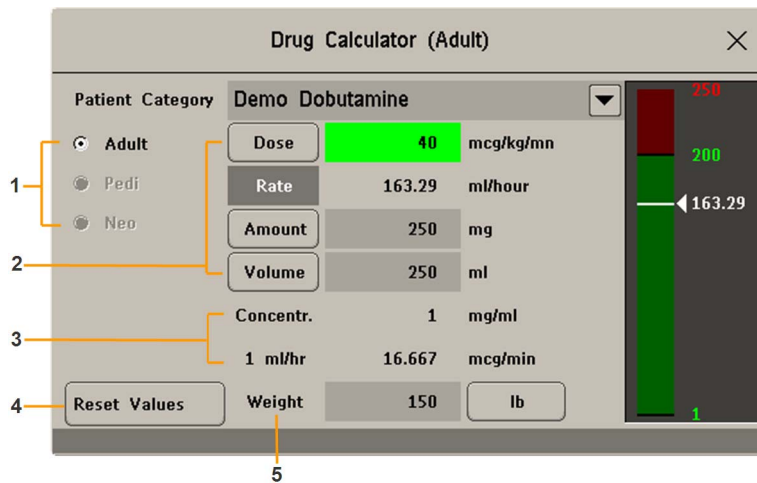 Drug Calculator (Adult)
Patient Category Demo Dobutamine
250
1
Adult
Dose 40 mcg/kg/mn
200
Pedi
Rate 163.29 ml/hour
163.29
Neo
2
Amount 250 mg
Volume 250 ml
3
Concentr. 1 mg/ml
1 ml/hr 16.667 mcg/min
4
Reset Values Weight 150 lb
1
5